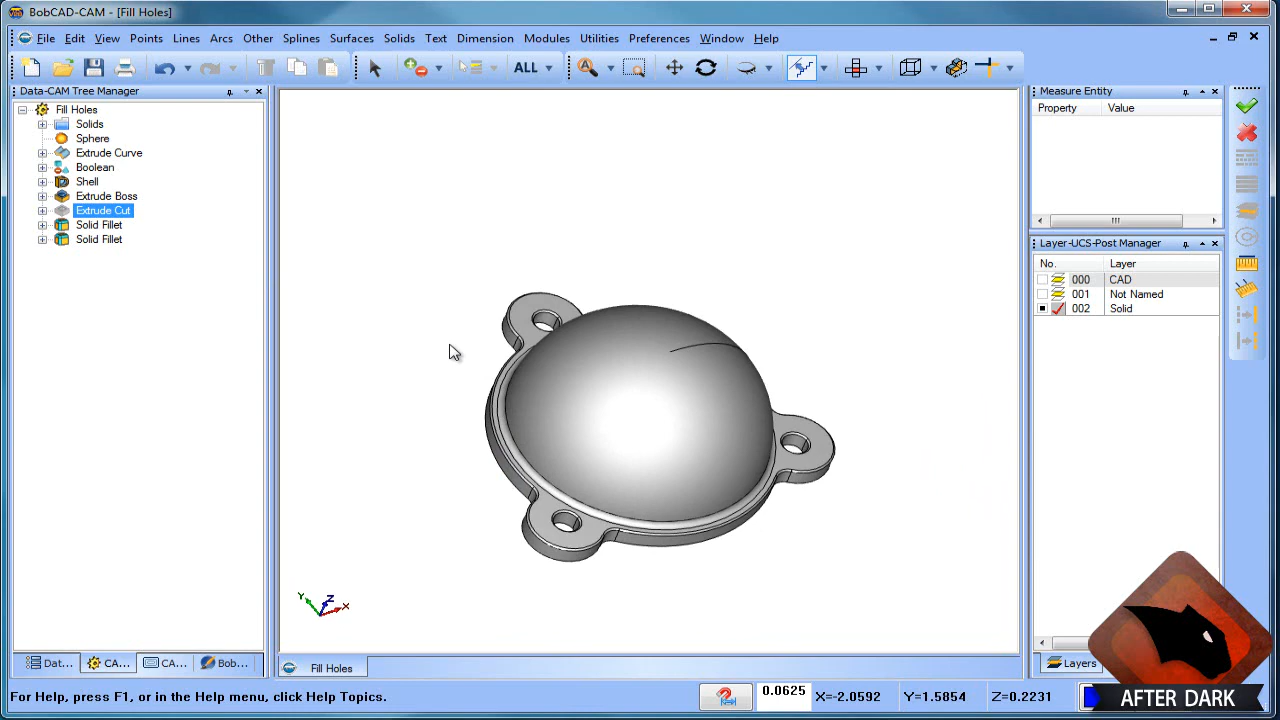 BobCAD-CAM - [Fill Holes]
File Edit View Points Lines Arcs Other Splines Surfaces Solids Text Dimension Modules Utilities Preferences Window Help
ALL
Data-CAM Tree Manager
Fill Holes
Solids
Sphere
Extrude Curve
Boolean
Shell
Extrude Boss
Extrude Cut
Solid Fillet
Solid Fillet
Dat... CA... CA... Bob...
Y Z X
Fill Holes
Measure Entity
Property Value
Layer-UCS-Post Manager
No. Layer
000 CAD
001 Not Named
002 Solid
Layers
For Help, press F1, or in the Help menu, click Help Topics.
0.0625 X=-2.0592 Y=1.5854 Z=0.2231
AFTER DARK